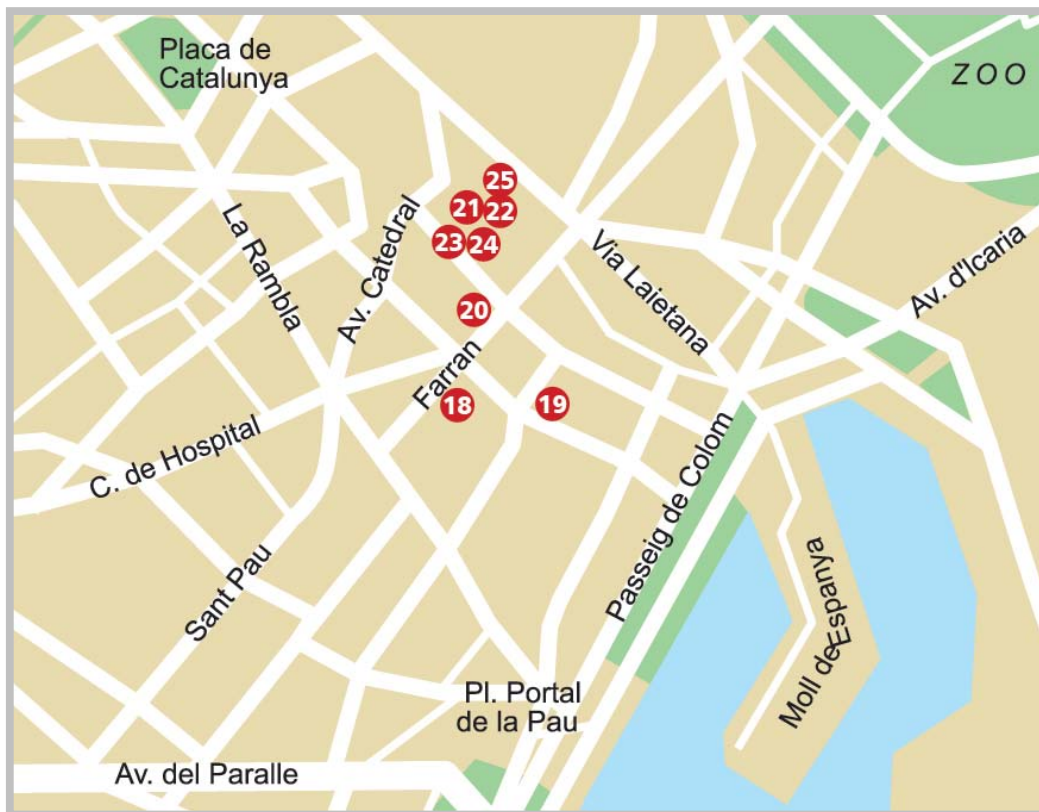 Placa de
Catalunya
ZOO
25
21
22
23
24
La Rambla
Av. Catedral
Via Laietana
Av. d'Icaria
20
Farran
18
19
C. de Hospital
Passeig de Colom
Sant Pau
Moll de Espanya
Pl. Portal
de la Pau
Av. del Paralle